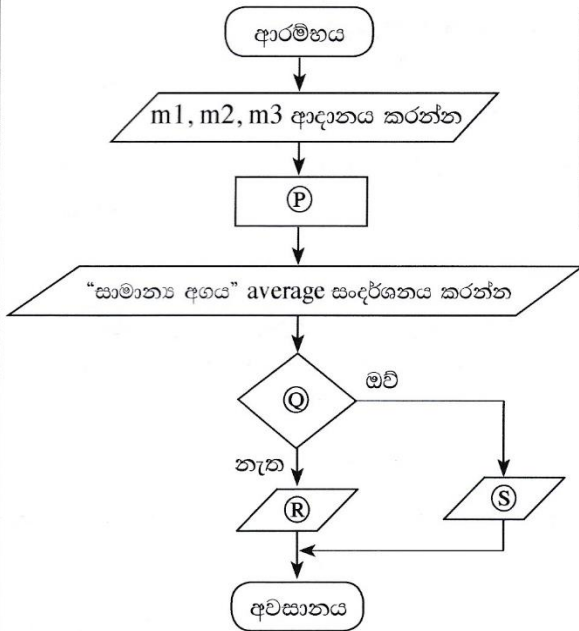 ආරම්භය
m1, m2, m3 ආදානය කරන්න
P
“සාමාන්‍ය අගය” average සංදර්ශනය කරන්න
Q
ඔව්
නැත
R
S
අවසානය